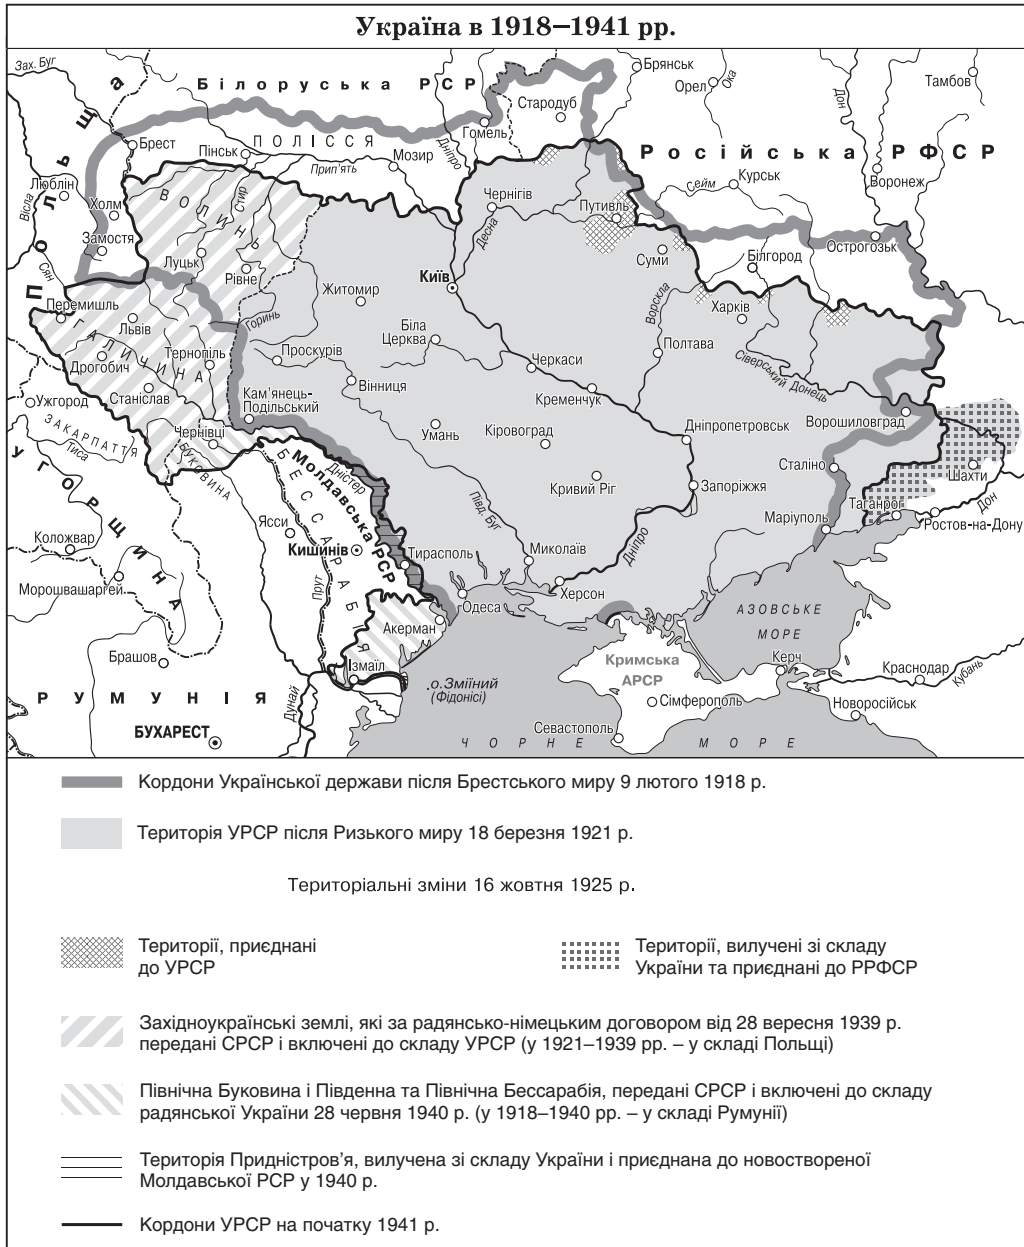 Україна в 1918–1941 рр.
Зах. Буг
Польща
Білоруська РСР
Брянськ
Орел
Ока
Дон
Тамбов
Стародуб
Гомель
Дніпро
Брест
Пінськ
ПОЛІССЯ
Мозир
Прип’ять
Російська РФСР
Люблін
Вісла
Холм
ВОЛИНЬ
Стир
Чернігів
Десна
Путивль
Сейм
Курськ
Воронеж
Замостя
Луцьк
Рівне
Суми
Білгород
Острогозьк
Сян
Київ
Житомир
Ворскла
Харків
Перемишль
Львів
Горинь
ГАЛИЧИНА
Біла
Церква
Полтава
Дрогобич
Тернопіль
Проскурів
Черкаси
Сіверський Донець
Станіслав
Вінниця
Кам’янець-
Подільський
Кременчук
Ужгород
ЗАКАРПАТТЯ
Тиса
Чернівці
БУКОВИНА
Умань
Кіровоград
Дніпропетровськ
Ворошиловград
УГОРЩИНА
БЕССАРАБІЯ
Молдавська РСР
Дністер
Кривий Ріг
Запоріжжя
Сталіно
Шахти
Півд. Буг
Маріуполь
Таганрог
Дон
Ростов-на-Дону
Коложвар
Ясси
Кишинів
Тирасполь
Миколаїв
Дніпро
Морошвашаргей
Прут
Одеса
Херсон
АЗОВСЬКЕ
МОРЕ
Акерман
Брашов
Ізмаїл
Кримська
АРСР
Керч
Краснодар
Кубань
РУМУНІЯ
Дунай
о. Зміїний
(Фідонісі)
Сімферополь
Новоросійськ
БУХАРЕСТ
Севастополь
ЧОРНЕ МОРЕ
Кордони Української держави після Брестського миру 9 лютого 1918 р.
Територія УРСР після Ризького миру 18 березня 1921 р.
Територіальні зміни 16 жовтня 1925 р.
Території, приєднані
до УРСР
Території, вилучені зі складу
України та приєднані до РРФСР
Західноукраїнські землі, які за радянсько-німецьким договором від 28 вересня 1939 р.
передані СРСР і включені до складу УРСР (у 1921–1939 рр. – у складі Польщі)
Північна Буковина і Південна та Північна Бессарабія, передані СРСР і включені до складу
радянської України 28 червня 1940 р. (у 1918–1940 рр. – у складі Румунії)
Територія Придністров’я, вилучена зі складу України і приєднана до новоствореної
Молдавської РСР у 1940 р.
Кордони УРСР на початку 1941 р.